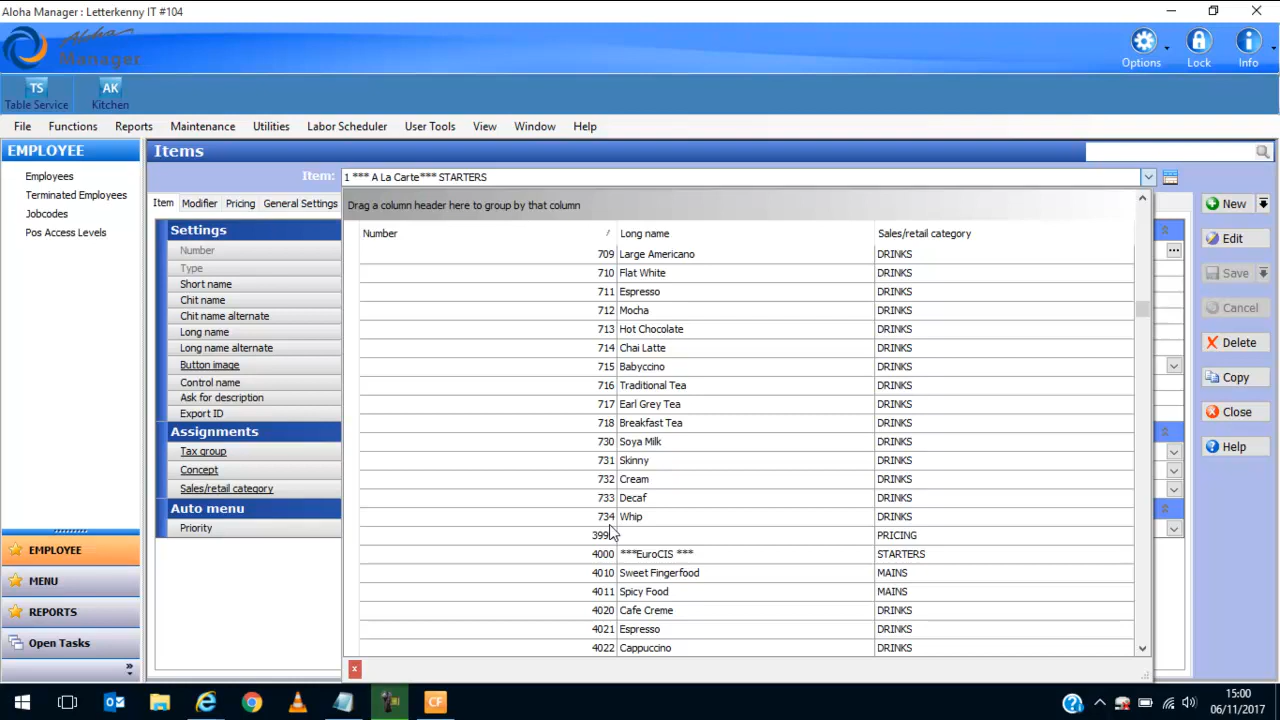 Aloha Manager: Letterkenny IT #104
Aloha
Manager
Options
Lock
Info
TS
Table Service
AK
Kitchen
File Functions Reports Maintenance Utilities Labor Scheduler User Tools View Window Help
EMPLOYEE
Employees
Terminated Employees
Jobcodes
Pos Access Levels
EMPLOYEE
MENU
REPORTS
Open Tasks
Items
Item: 1 *** A La Carte*** STARTERS
Item Modifier Pricing General Settings
Settings
Number
Type
Short name
Chit name
Chit name alternate
Long name
Long name alternate
Button image
Control name
Ask for description
Export ID
Assignments
Tax group
Concept
Sales/retail category
Auto menu
Priority
Drag a column header here to group by that column
Number / Long name Sales/retail category
709 Large Americano DRINKS
710 Flat White DRINKS
711 Espresso DRINKS
712 Mocha DRINKS
713 Hot Chocolate DRINKS
714 Chai Latte DRINKS
715 Babyccino DRINKS
716 Traditional Tea DRINKS
717 Earl Grey Tea DRINKS
718 Breakfast Tea DRINKS
730 Soya Milk DRINKS
731 Skinny DRINKS
732 Cream DRINKS
733 Decaf DRINKS
734 Whip DRINKS
PRICING
4000 ***EuroCIS *** STARTERS
4010 Sweet Fingerfood MAINS
4011 Spicy Food MAINS
4020 Cafe Creme DRINKS
4021 Espresso DRINKS
4022 Cappuccino DRINKS
x
New
Edit
Save
Cancel
Delete
Copy
Close
Help
CF
15:00
06/11/2017